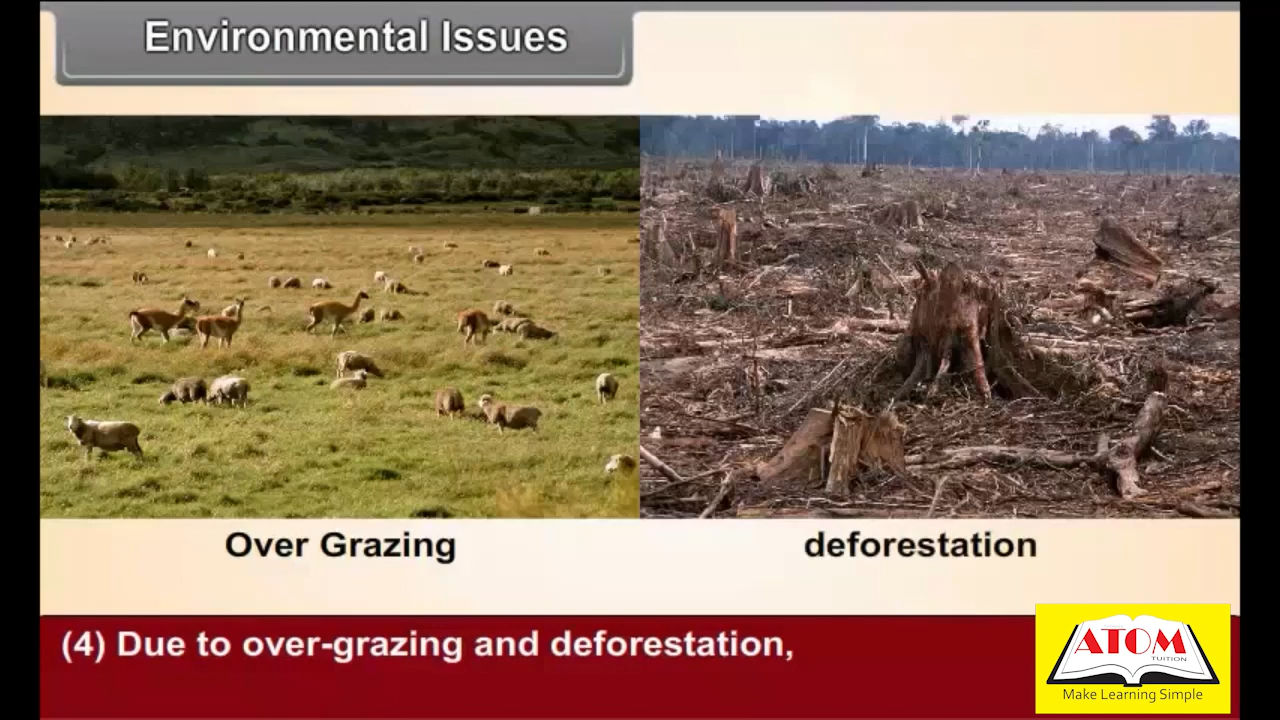 Environmental Issues
Over Grazing
deforestation
(4) Due to over-grazing and deforestation,
ATOM
TUITION
Make Learning Simple